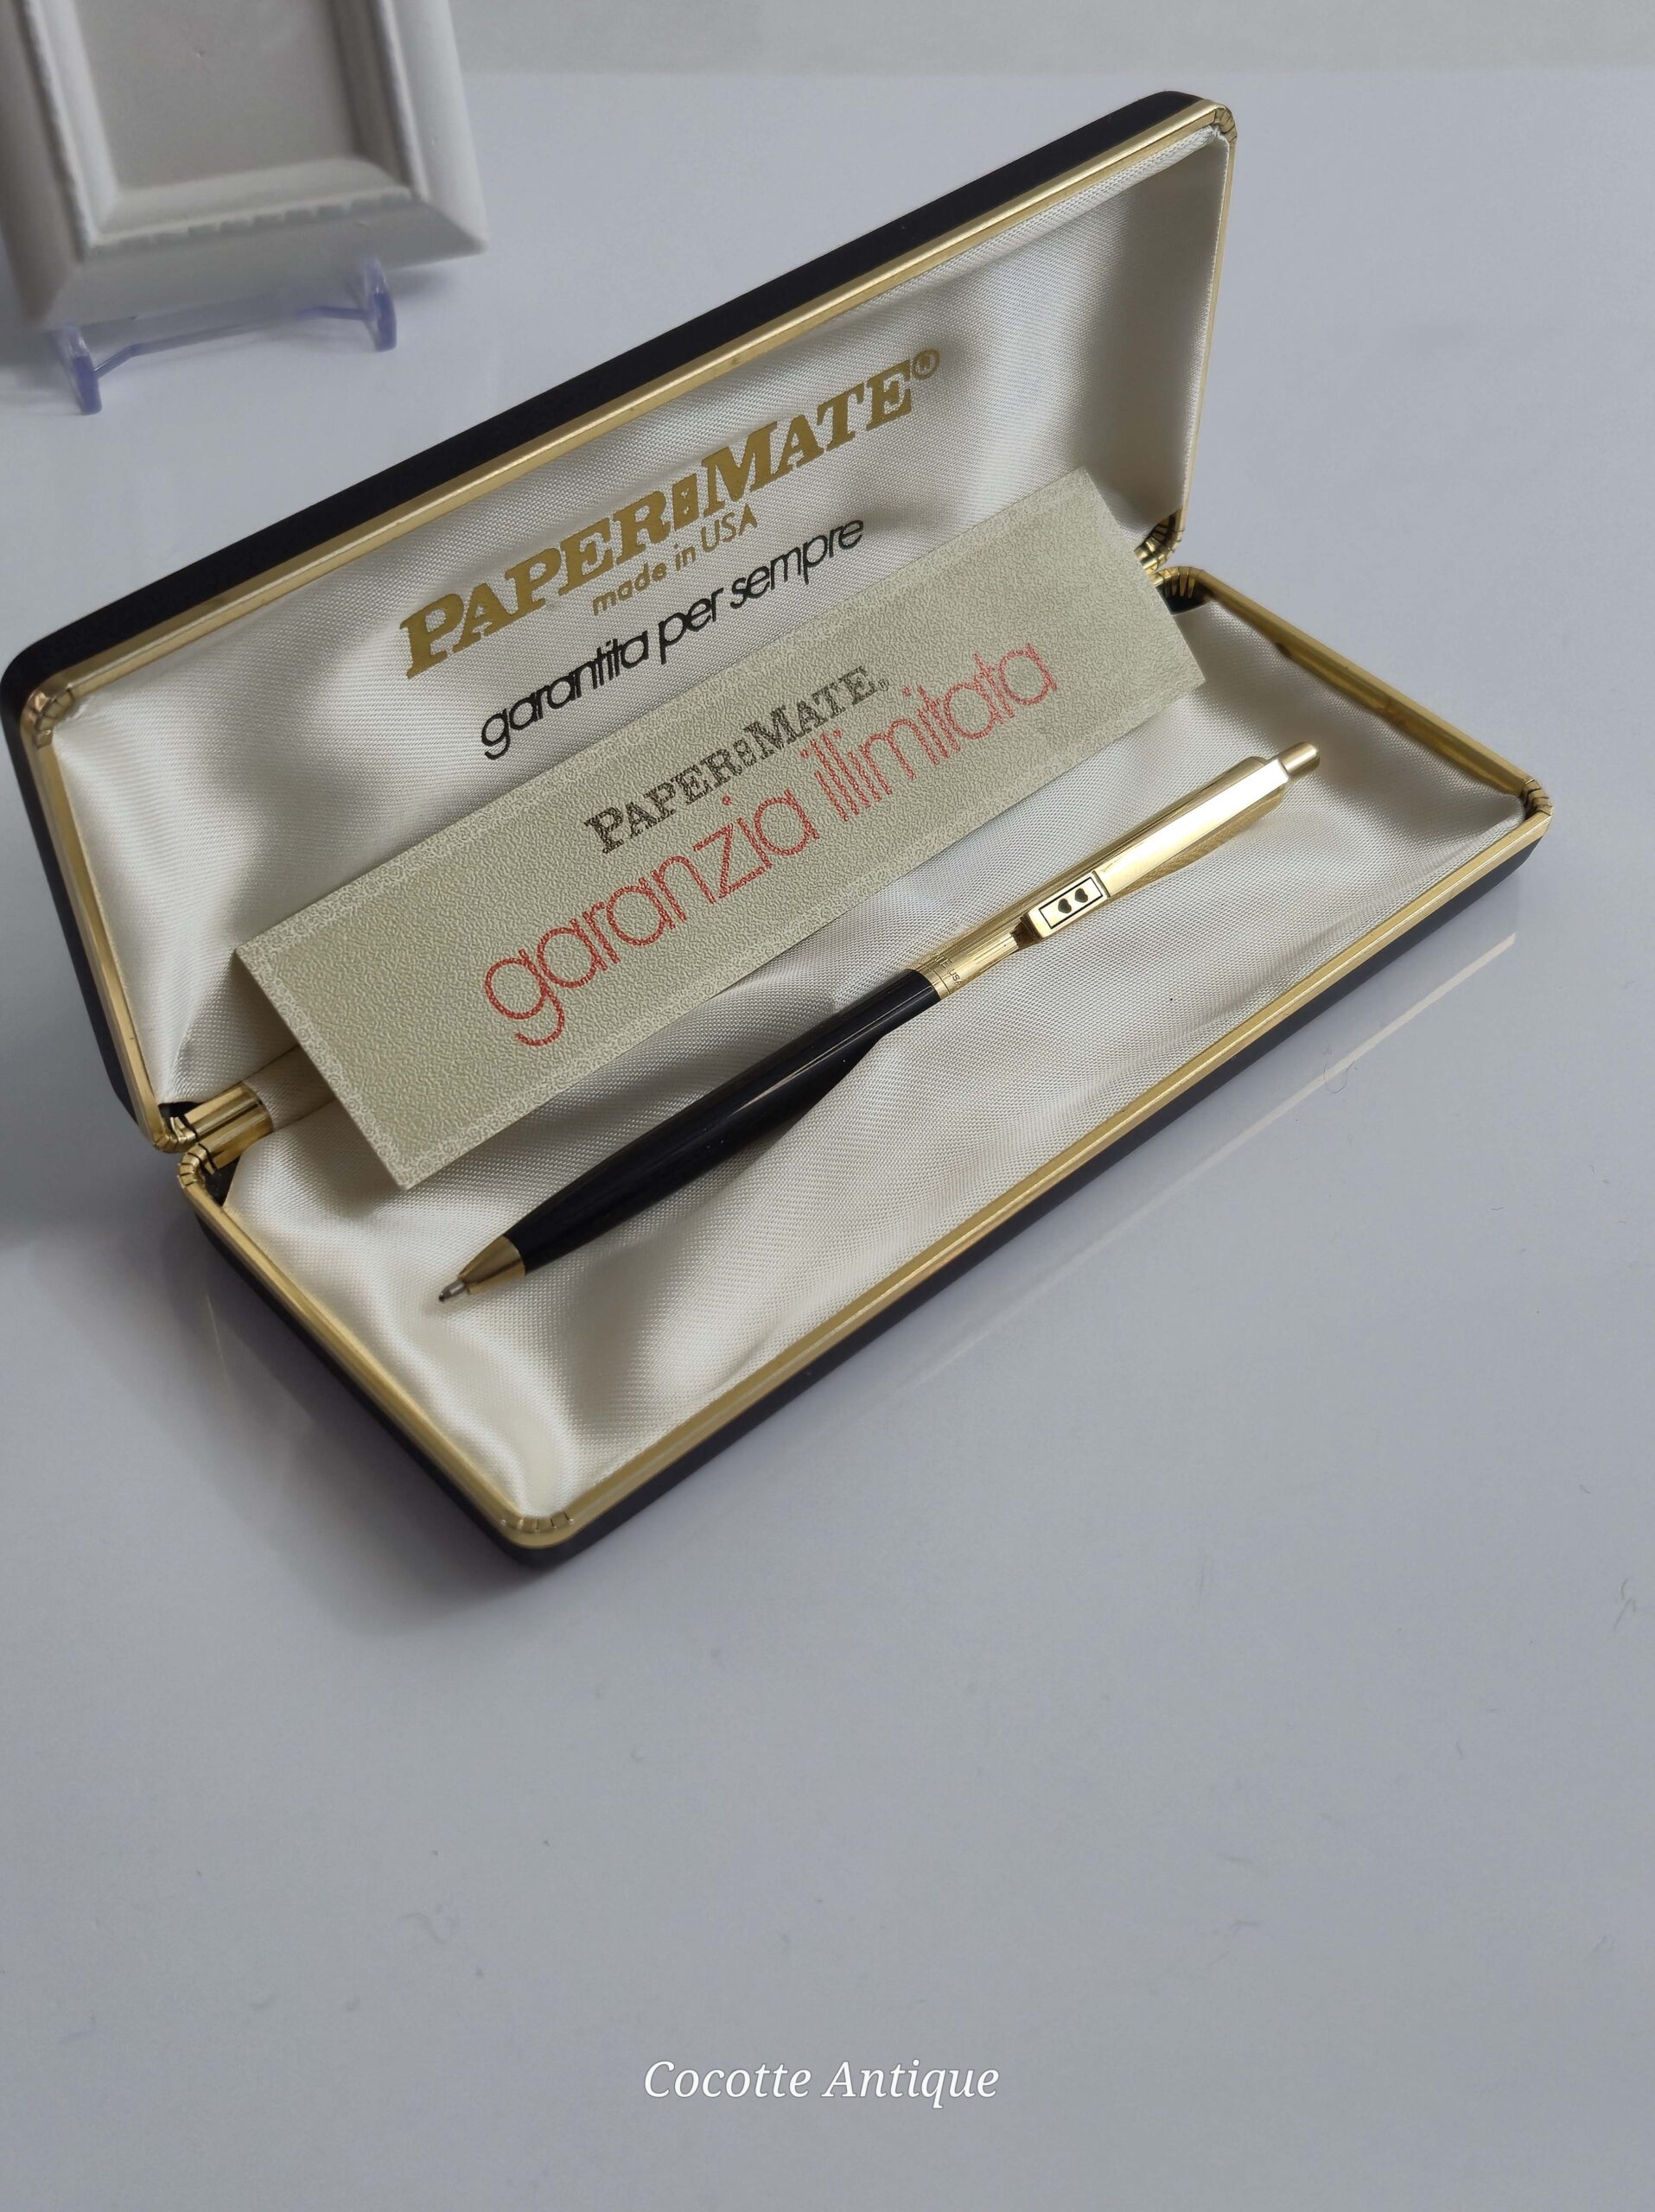 PAPER MATE®
made in USA
garantita per sempre
PAPER MATE®
garanzia illimitata
Cocotte Antique